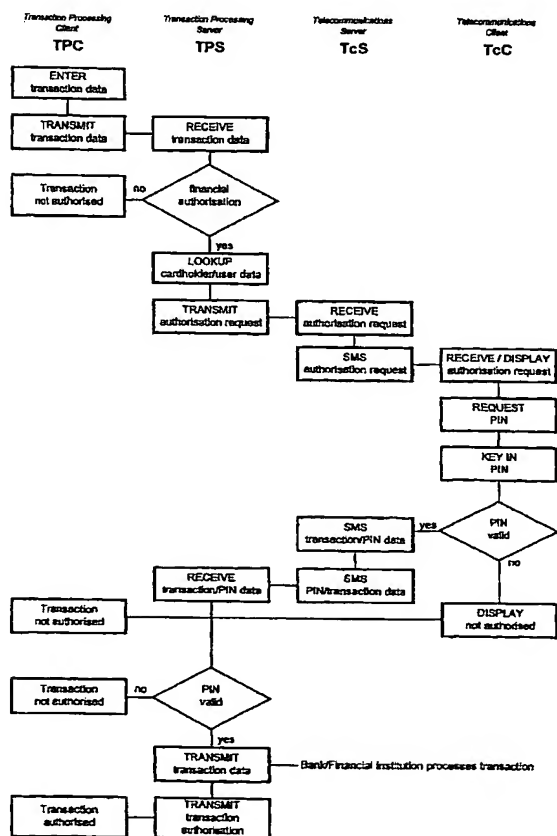 Transaction Processing
Client
TPC
Transaction Processing
Server
TPS
Telecommunications
Server
TcS
Telecommunications
Client
TcC
ENTER
transaction data
TRANSMIT
transaction data
RECEIVE
transaction data
Transaction
not authorised
no
financial
authorisation
yes
LOOKUP
cardholder/user data
TRANSMIT
authorisation request
RECEIVE
authorisation request
SMS
authorisation request
RECEIVE / DISPLAY
authorisation request
REQUEST
PIN
KEY IN
PIN
SMS
transaction/PIN data
yes
PIN
valid
no
RECEIVE
transaction/PIN data
SMS
PIN/transaction data
Transaction
not authorised
DISPLAY
not authorised
Transaction
not authorised
no
PIN
valid
yes
TRANSMIT
transaction data
Bank/Financial Institution processes transaction
Transaction
authorised
TRANSMIT
transaction
authorisation